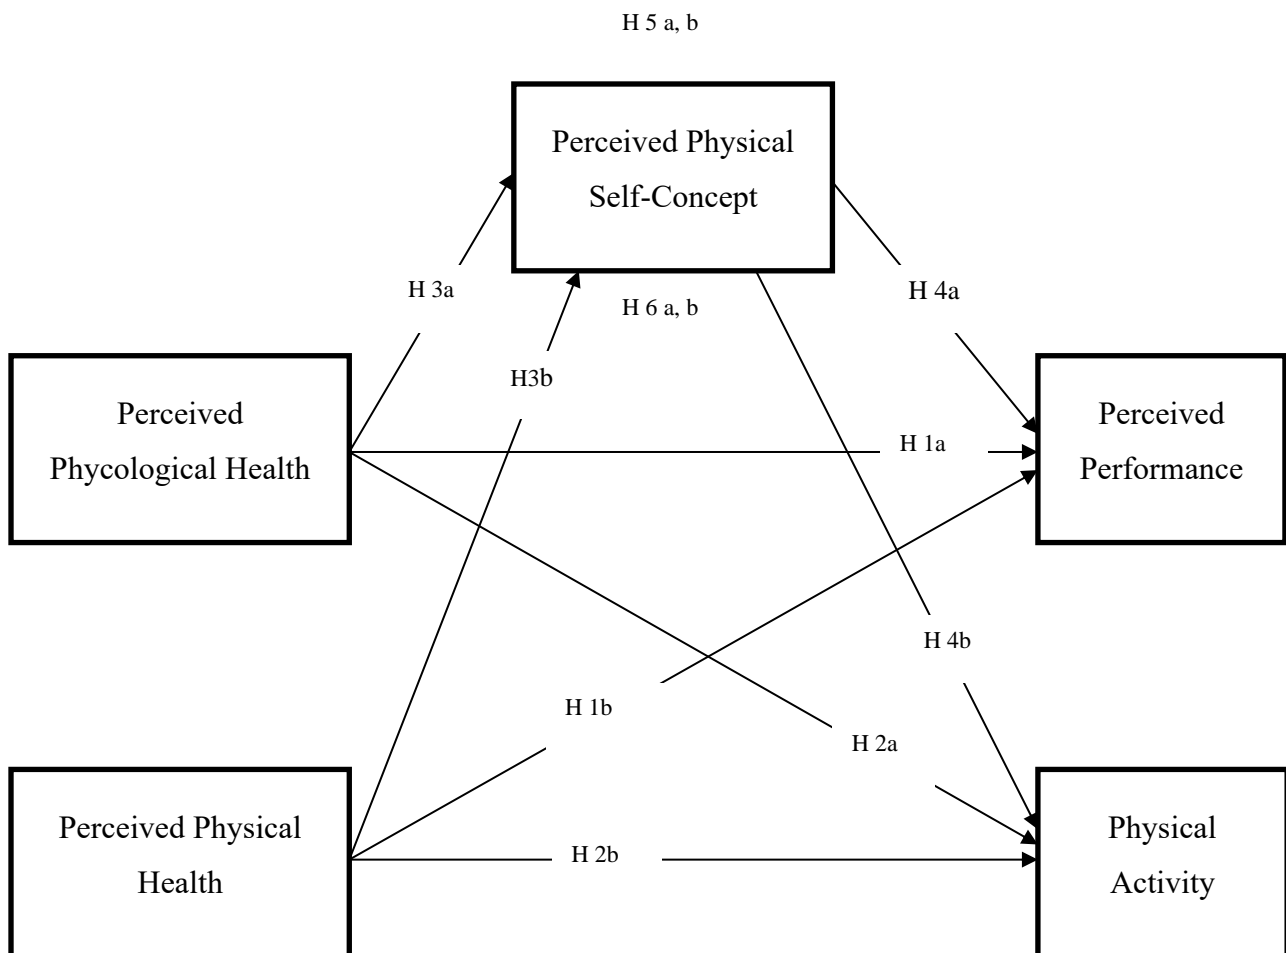 H 5 a, b
Perceived Physical
Self-Concept
H 3a
H 4a
H 6 a, b
H3b
Perceived
Phycological Health
H 1a
Perceived
Performance
H 4b
H 1b
H 2a
Perceived Physical
Health
H 2b
Physical
Activity